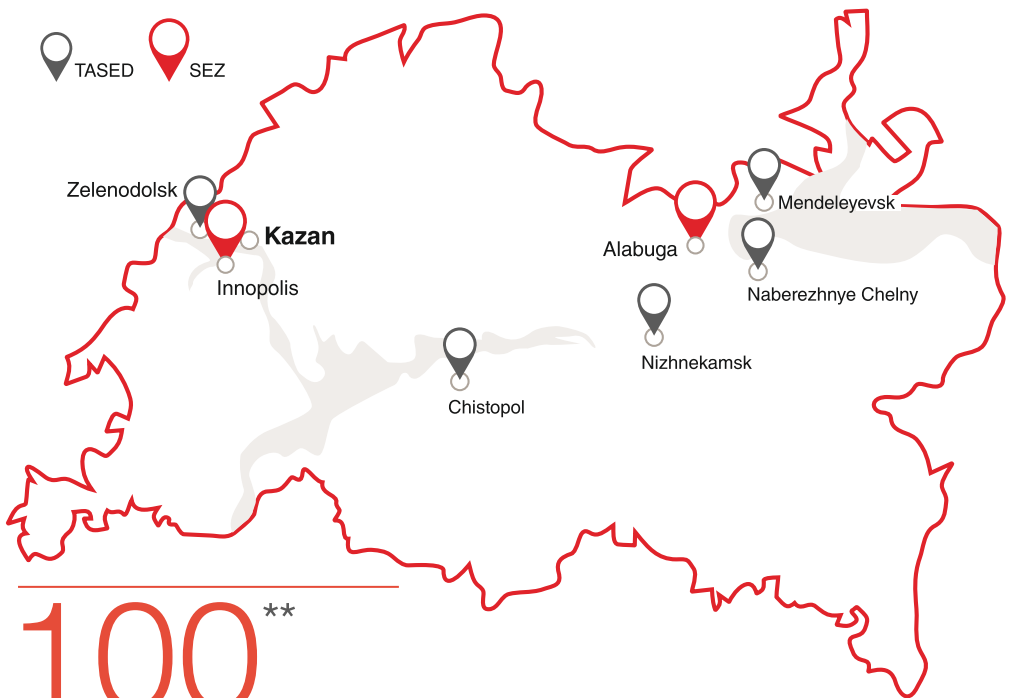 TASED
SEZ
Zelenodolsk
Kazan
Innopolis
Mendeleyevsk
Alabuga
Naberezhnye Chelny
Nizhnekamsk
Chistopol
100**